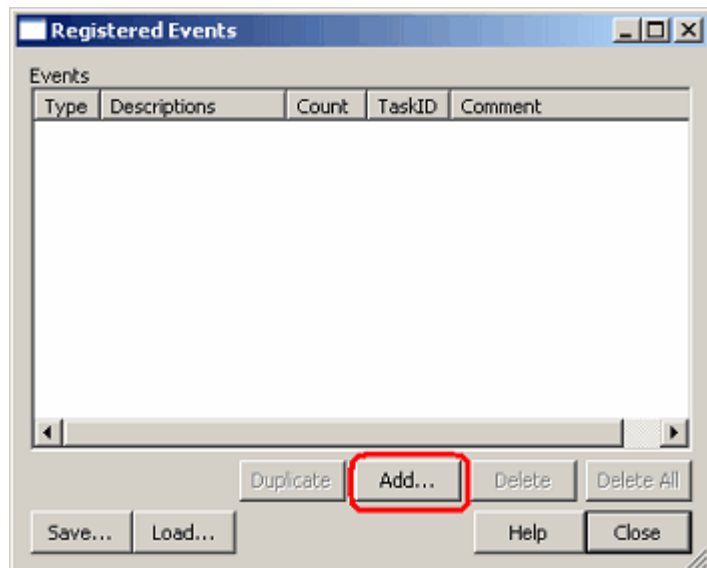 Registered Events
Events
Type Descriptions Count TaskID Comment
Duplicate Add... Delete Delete All
Save... Load... Help Close